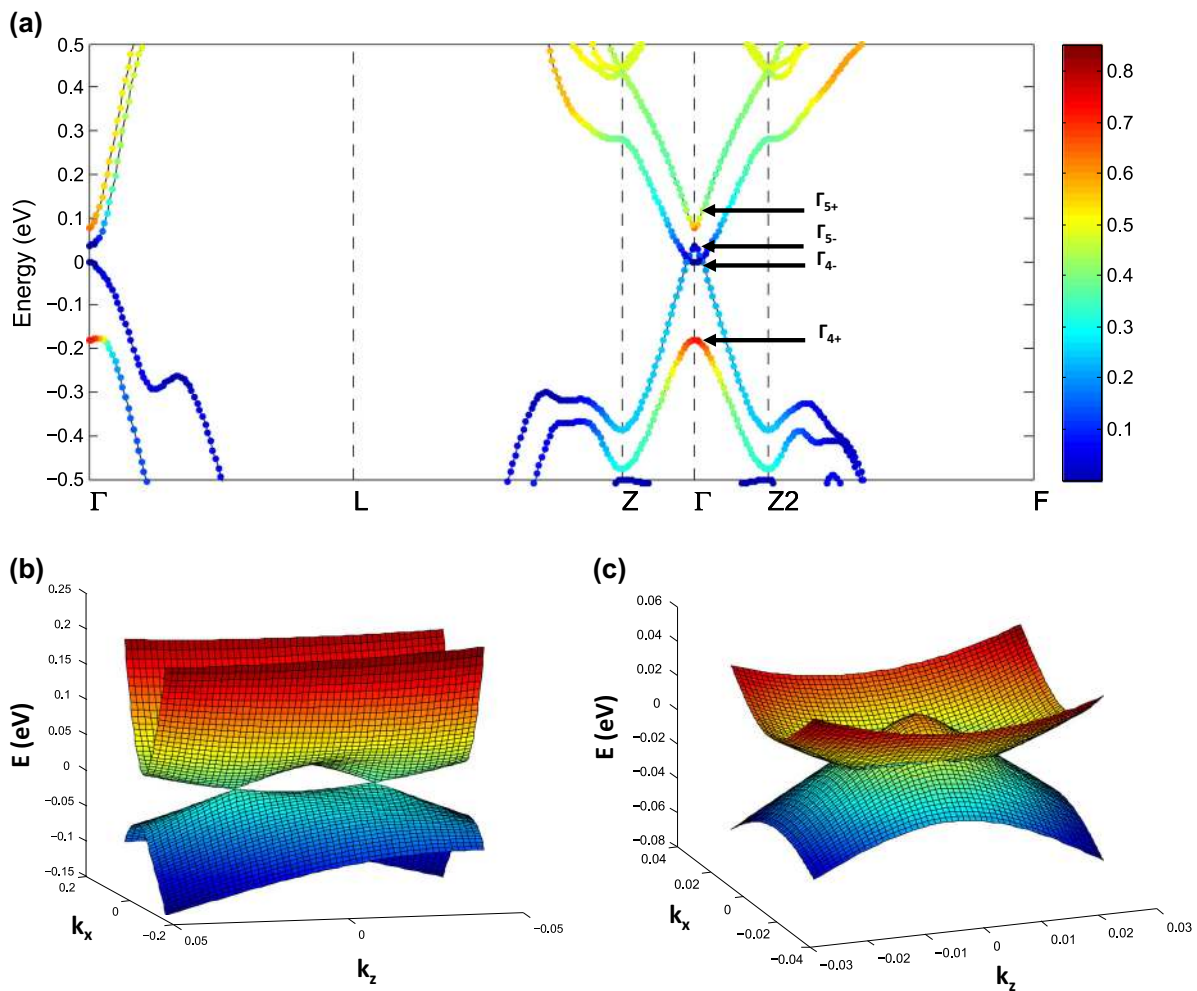 (a)
0.5
0.4
0.3
0.2
0.1
0
−0.1
−0.2
−0.3
−0.4
−0.5
Energy (eV)
Γ L Z Γ Z2 F
Γ5+
Γ5-
Γ4-
Γ4+
0.8
0.7
0.6
0.5
0.4
0.3
0.2
0.1
(b)
0.25
0.2
0.15
0.1
0.05
0
−0.05
−0.1
−0.15
E (eV)
0.2
0
−0.2
kx
0.05 0 −0.05
kz
(c)
0.06
0.04
0.02
0
−0.02
−0.04
−0.06
−0.08
E (eV)
0.04
0.02
0
−0.02
−0.04
kx
−0.03 −0.02 −0.01 0 0.01 0.02 0.03
kz